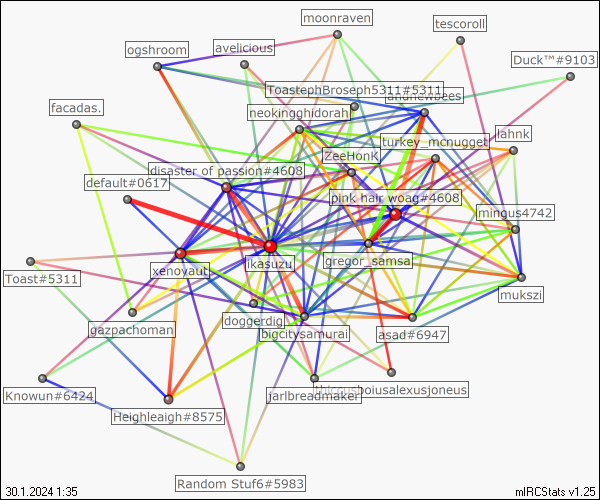 moonraven
tescoroll
ogshroom
avelicious
Duck™#9103
ToastephBroseph5311#5311
andrewbees
facadas.
neokingghidorah
turkey_mcnugget
lahnk
ZeeHonK
disaster of passion#4608
default#0617
pink hair woag#4608
mingus4742
xenoyaut
ikasuzu
gregor_samsa
Toast#5311
mukszi
gazpachoman
doggerdig
bigcitysamurai
asad#6947
Knowun#6424
jarlbreadmaker
Heighleaigh#8575
Random Stuf6#5983
30.1.2024 1:35
mIRCStats v1.25